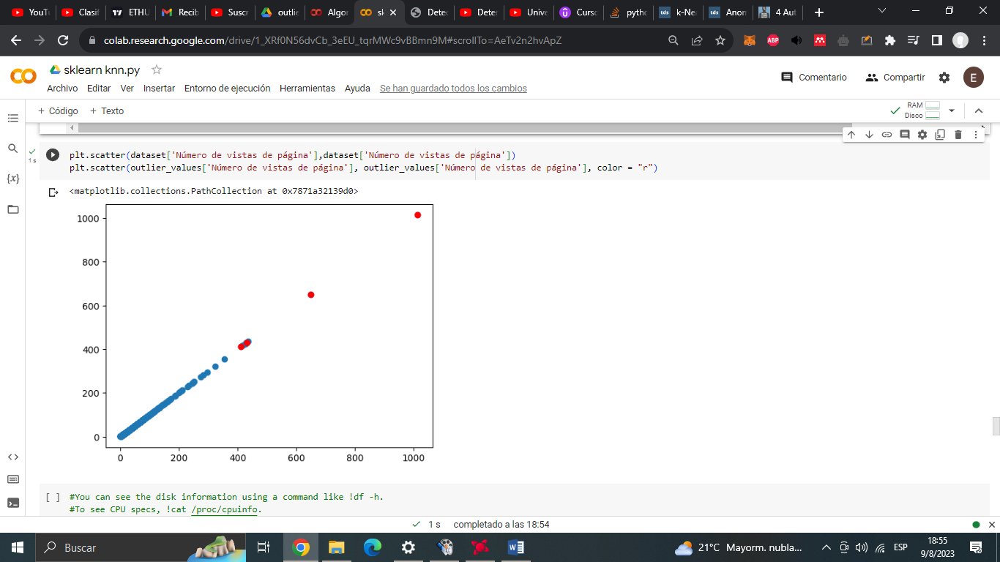 YouTu
Clasif
ETHU
Recib
Suscr
outlie
Algor
sk
Detec
Deter
Unive
Curso
pytho
k-Nea
Anon
4 Aut
colab.research.google.com/drive/1_XRf0N56dvCb_3eEU_tqrMWc9vBBmn9M#scrollTo=AeTv2n2hvApZ
ABP
sklearn knn.py
Comentario
Compartir
E
Archivo Editar Ver Insertar Entorno de ejecución Herramientas Ayuda Se han guardado todos los cambios
+ Código + Texto
RAM
Disco
{x}
1 s
plt.scatter(dataset['Número de vistas de página'],dataset['Número de vistas de página'])
plt.scatter(outlier_values['Número de vistas de página'], outlier_values['Número de vistas de página'], color = "r")
<matplotlib.collections.PathCollection at 0x7871a32139d0>
1000
800
600
400
200
0
0 200 400 600 800 1000
[ ] #You can see the disk information using a command like !df -h.
#To see CPU specs, !cat /proc/cpuinfo.
1 s completado a las 18:54
Buscar
21°C Mayorm. nubla...
ESP
18:55
9/8/2023